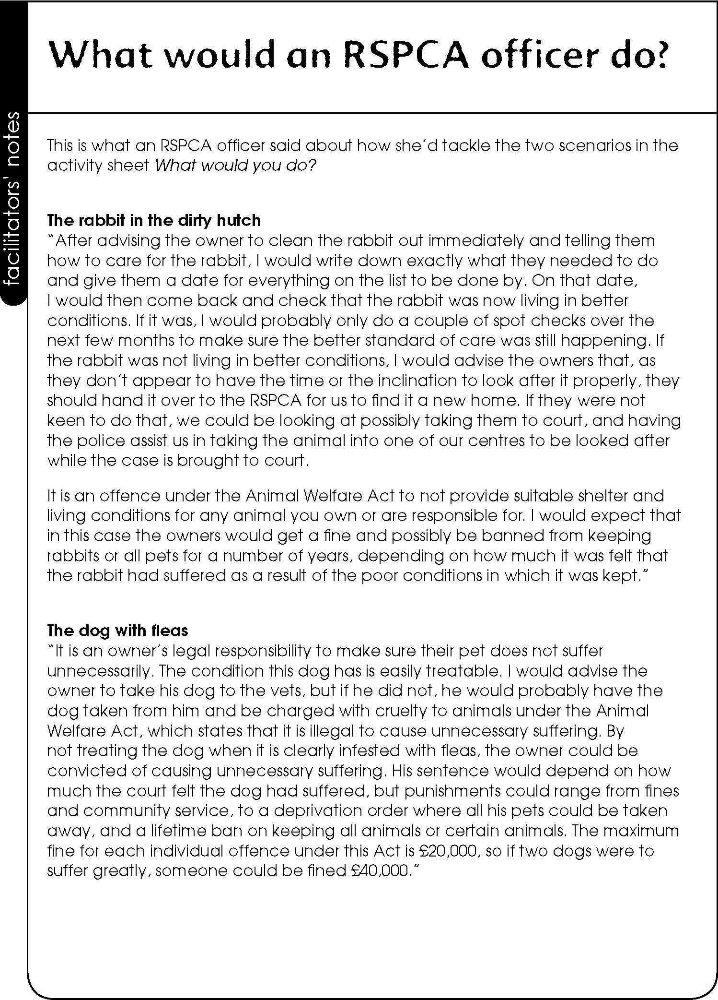 What would an RSPCA officer do?
facilitators' notes
This is what an RSPCA officer said about how she'd tackle the two scenarios in the
activity sheet What would you do?
The rabbit in the dirty hutch
“After advising the owner to clean the rabbit out immediately and telling them
how to care for the rabbit, I would write down exactly what they needed to do
and give them a date for everything on the list to be done by. On that date,
I would then come back and check that the rabbit was now living in better
conditions. If it was, I would probably only do a couple of spot checks over the
next few months to make sure the better standard of care was still happening. If
the rabbit was not living in better conditions, I would advise the owners that, as
they don't appear to have the time or the inclination to look after it properly, they
should hand it over to the RSPCA for us to find it a new home. If they were not
keen to do that, we could be looking at possibly taking them to court, and having
the police assist us in taking the animal into one of our centres to be looked after
while the case is brought to court.
It is an offence under the Animal Welfare Act to not provide suitable shelter and
living conditions for any animal you own or are responsible for. I would expect that
in this case the owners would get a fine and possibly be banned from keeping
rabbits or all pets for a number of years, depending on how much it was felt that
the rabbit had suffered as a result of the poor conditions in which it was kept.”
The dog with fleas
“It is an owner's legal responsibility to make sure their pet does not suffer
unnecessarily. The condition this dog has is easily treatable. I would advise the
owner to take his dog to the vets, but if he did not, he would probably have the
dog taken from him and be charged with cruelty to animals under the Animal
Welfare Act, which states that it is illegal to cause unnecessary suffering. By
not treating the dog when it is clearly infested with fleas, the owner could be
convicted of causing unnecessary suffering. His sentence would depend on how
much the court felt the dog had suffered, but punishments could range from fines
and community service, to a deprivation order where all his pets could be taken
away, and a lifetime ban on keeping all animals or certain animals. The maximum
fine for each individual offence under this Act is £20,000, so if two dogs were to
suffer greatly, someone could be fined £40,000.”